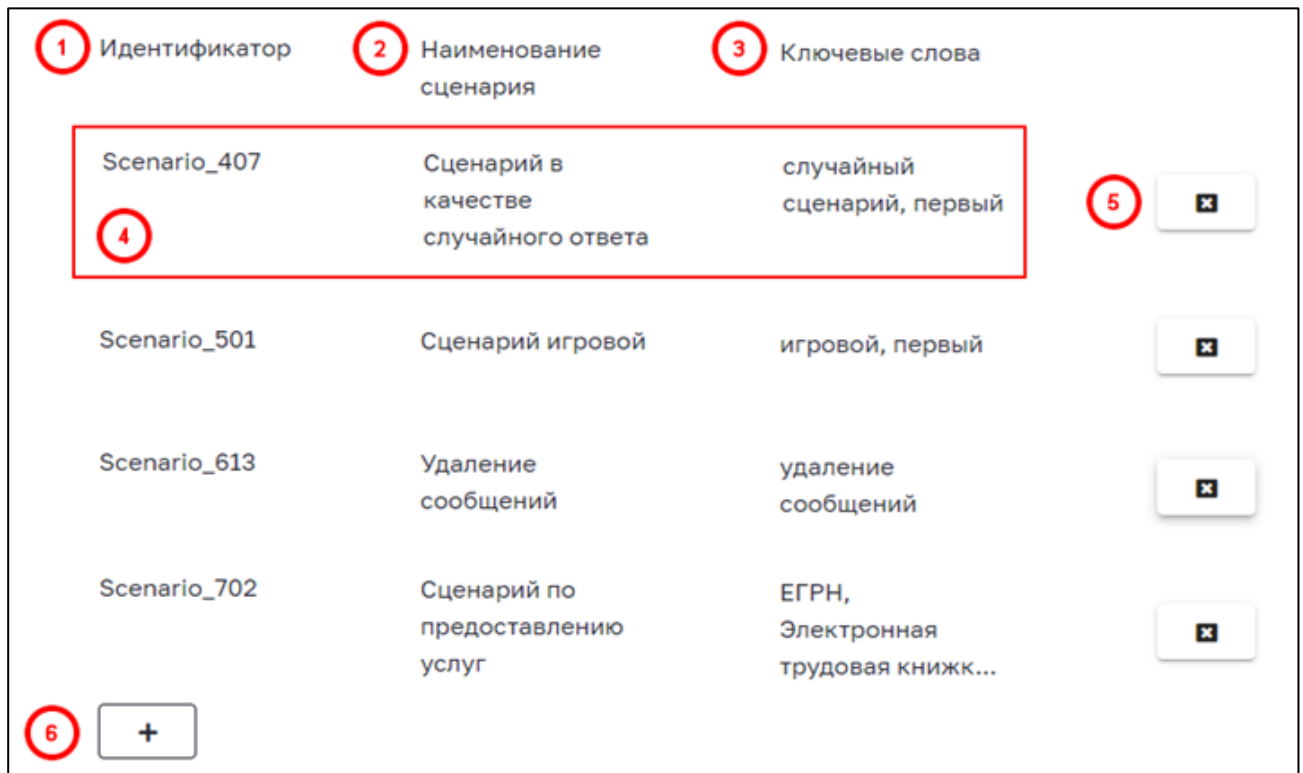 1 Идентификатор
2 Наименование
сценария
3 Ключевые слова
Scenario_407
4
Сценарий в
качестве
случайного ответа
случайный
сценарий, первый
5
Scenario_501
Сценарий игровой
игровой, первый
Scenario_613
Удаление
сообщений
удаление
сообщений
Scenario_702
Сценарий по
предоставлению
услуг
ЕГРН,
Электронная
трудовая книжк...
6 +